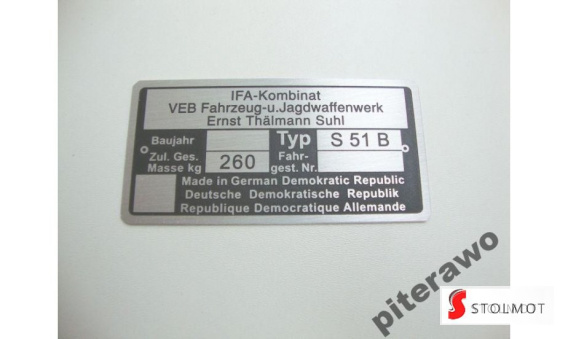 IFA-Kombinat
VEB Fahrzeug-u.Jagdwaffenwerk
Ernst Thälmann Suhl
Baujahr Typ S 51 B
Zul. Ges. Masse kg 260 Fahr- gest. Nr.
Made in German Democratic Republic
Deutsche Demokratische Republik
Republique Democratique Allemande
piterawo
STOLMOT